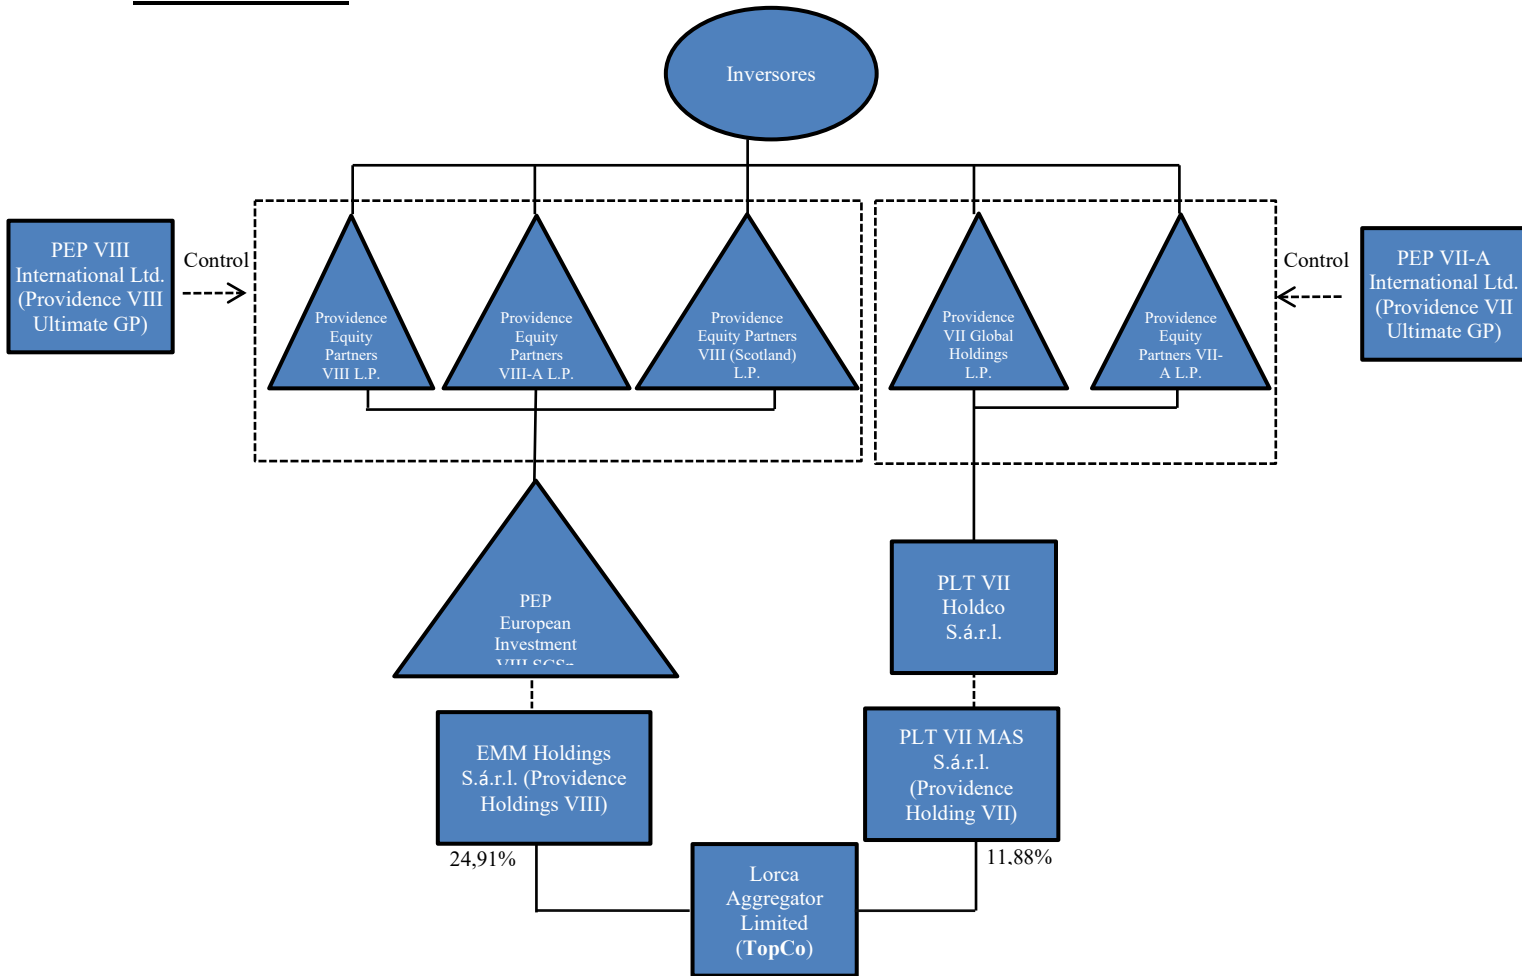 Inversores
PEP VIII
International Ltd.
(Providence VIII
Ultimate GP)
Control
Providence
Equity
Partners
VIII L.P.
Providence
Equity
Partners
VIII-A L.P.
Providence
Equity Partners
VIII (Scotland)
L.P.
Providence
VII Global
Holdings
L.P.
Providence
Equity
Partners VII-
A L.P.
Control
PEP VII-A
International Ltd.
(Providence VII
Ultimate GP)
PEP
European
Investment
VIII SCSp
PLT VII
Holdco
S.á.r.l.
EMM Holdings
S.á.r.l. (Providence
Holdings VIII)
PLT VII MAS
S.á.r.l.
(Providence
Holding VII)
24,91%
11,88%
Lorca
Aggregator
Limited
(TopCo)